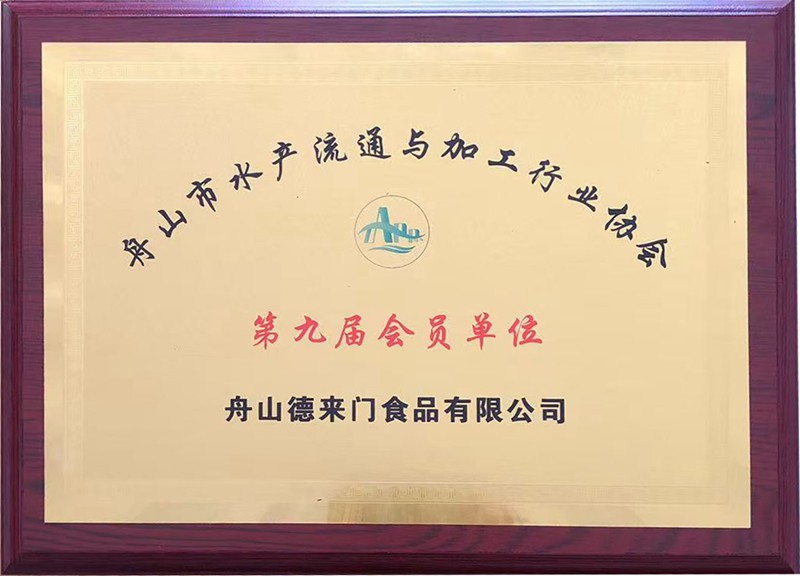 舟山市水产流通与加工行业协会
第九届会员单位
舟山德来门食品有限公司